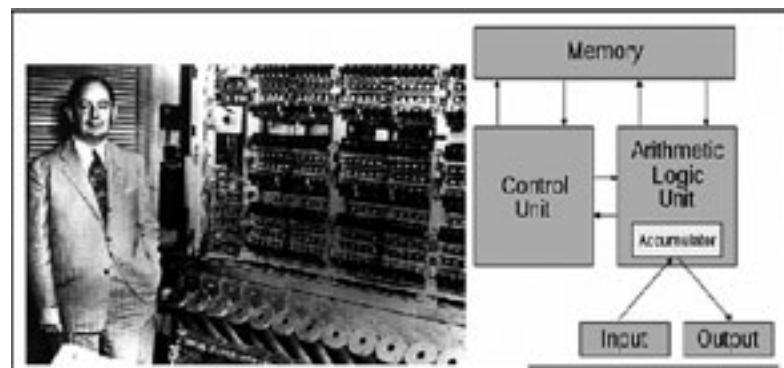 Memory
Control
Unit
Arithmetic
Logic
Unit
Accumulator
Input
Output